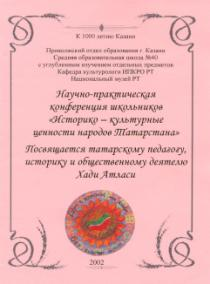 К 1000 летию Казани
Приволжский отдел образования г. Казани
Средняя образовательная школа №40
с углубленным изучением отдельных предметов
Кафедра культурологи ИПКРО РТ
Национальный музей РТ
Научно-практическая
конференция школьников
«Историко – культурные
ценности народов Татарстана»
Посвящается татарскому педагогу,
историку и общественному деятелю
Хади Атласи
2002